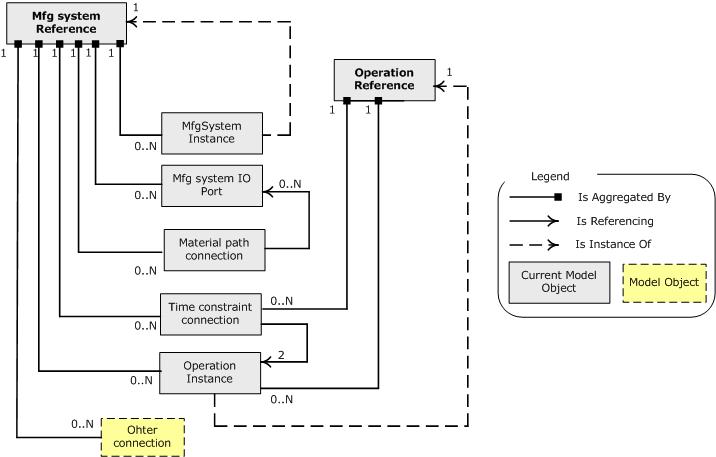 Mfg system
Reference
1
1
1
1
1
1
1
Operation
Reference
1
1
1
MfgSystem
Instance
0..N
Mfg system IO
Port
0..N
0..N
Material path
connection
0..N
Time constraint
connection
0..N
0..N
Operation
Instance
2
0..N
0..N
0..N
Ohter
connection
Legend
Is Aggregated By
Is Referencing
Is Instance Of
Current Model
Object
Model Object